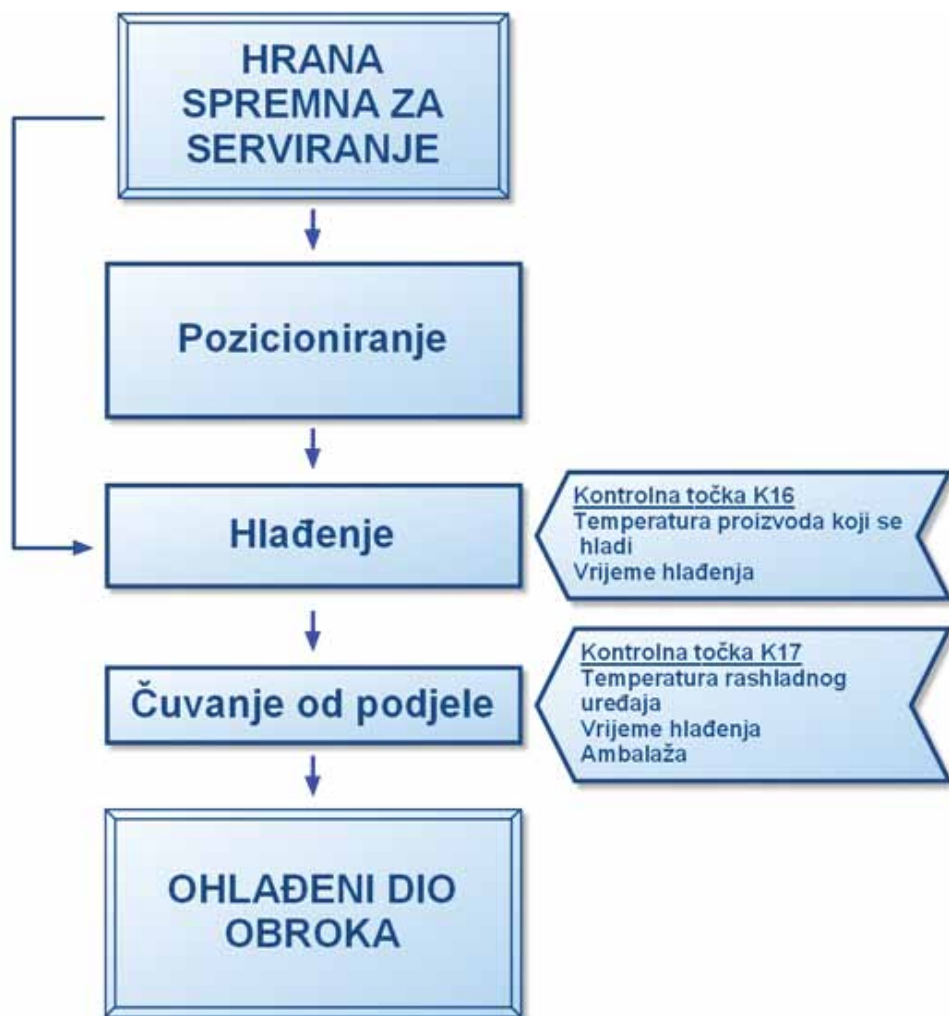 HRANA
SPREMNA ZA
SERVIRANJE
Pozicioniranje
Hlađenje
Kontrolna točka K16
Temperatura proizvoda koji se
hladi
Vrijeme hlađenja
Čuvanje od podjele
Kontrolna točka K17
Temperatura rashladnog
uređaja
Vrijeme hlađenja
Ambalaža
OHLAĐENI DIO
OBROKA